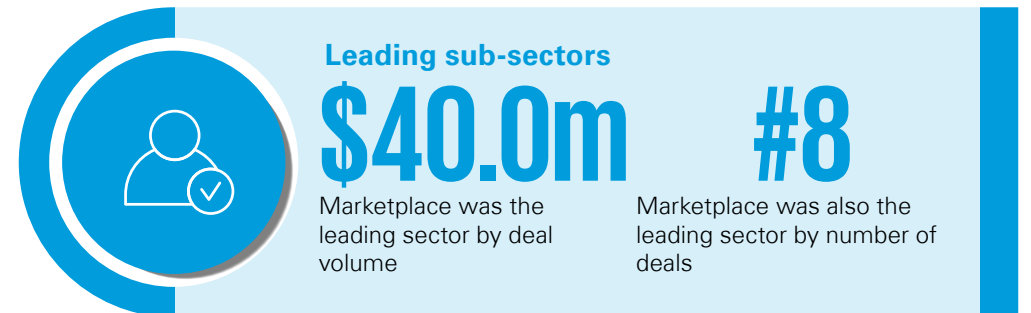 Leading sub-sectors
$40.0m
Marketplace was the
leading sector by deal
volume
#8
Marketplace was also the
leading sector by number of
deals